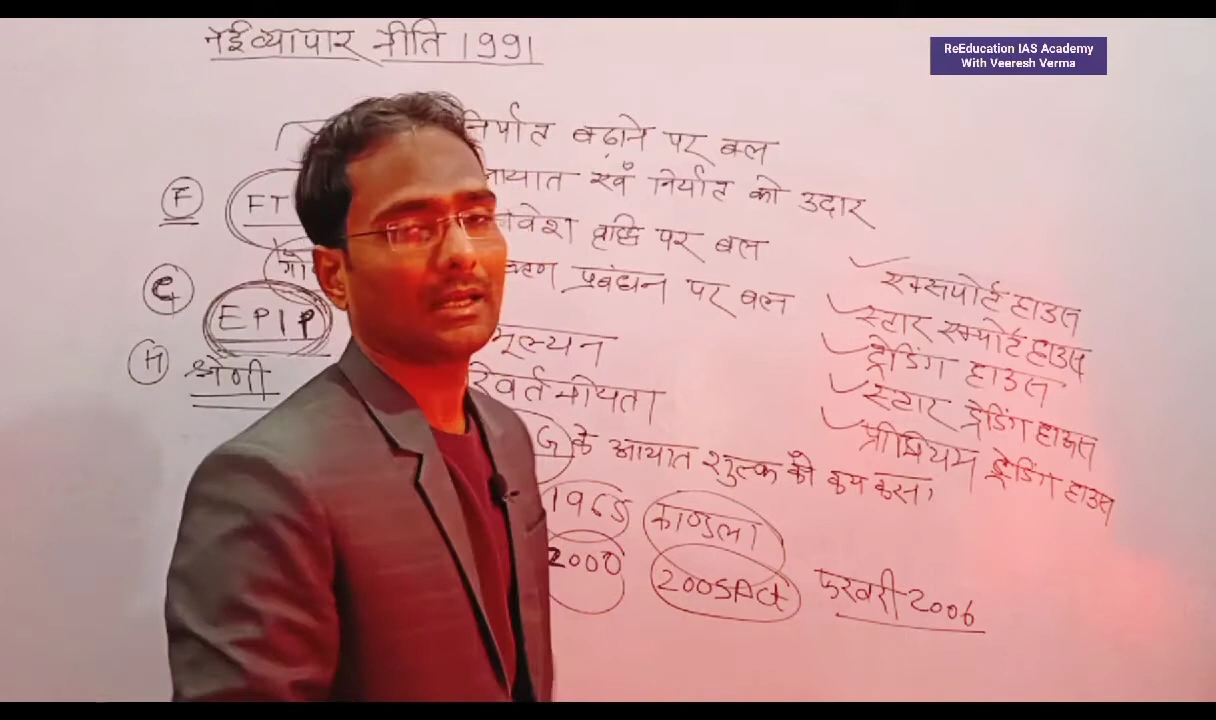 नई व्यापार नीति 1991
ReEducation IAS Academy
With Veeresh Verma
निर्यात बढ़ाने पर बल
F FT आयात एवं निर्यात को उदार
निवेश वृद्धि पर बल
प्रबंधन पर बल
C EPIP मूल्यन
H श्रेणी परिवर्तनीयता
G के आयात शुल्क को कम करना
1965 काण्डला
2000 2005 Act फरवरी 2006
एक्सपोर्ट हाउस
स्टार एक्सपोर्ट हाउस
ट्रेडिंग हाउस
स्टार ट्रेडिंग हाउस
प्रीमियम ट्रेडिंग हाउस